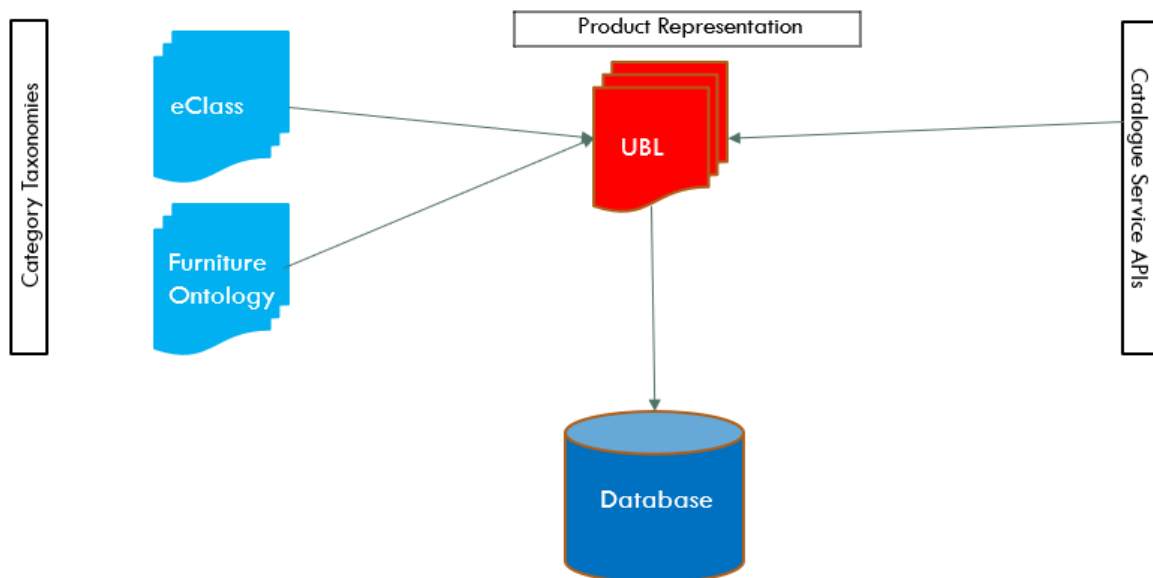 Product Representation
Category Taxonomies
eClass
UBL
Catalogue Service APIs
Furniture
Ontology
Database